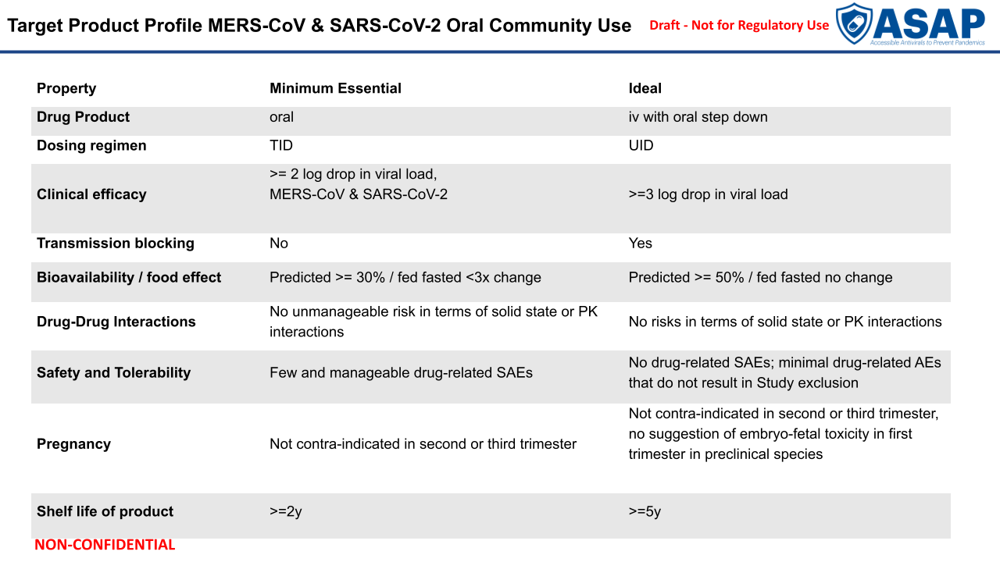 Target Product Profile MERS-CoV & SARS-CoV-2 Oral Community Use
Draft - Not for Regulatory Use
ASAP
Accessible Antivirals to Prevent Pandemics
Property Minimum Essential Ideal
Drug Product oral iv with oral step down
Dosing regimen TID UID
Clinical efficacy
>= 2 log drop in viral load,
MERS-CoV & SARS-CoV-2
>=3 log drop in viral load
Transmission blocking No Yes
Bioavailability / food effect Predicted >= 30% / fed fasted <3x change Predicted >= 50% / fed fasted no change
Drug-Drug Interactions
No unmanageable risk in terms of solid state or PK
interactions
No risks in terms of solid state or PK interactions
Safety and Tolerability
Few and manageable drug-related SAEs
No drug-related SAEs; minimal drug-related AEs
that do not result in Study exclusion
Pregnancy
Not contra-indicated in second or third trimester
Not contra-indicated in second or third trimester,
no suggestion of embryo-fetal toxicity in first
trimester in preclinical species
Shelf life of product >=2y >=5y
NON-CONFIDENTIAL